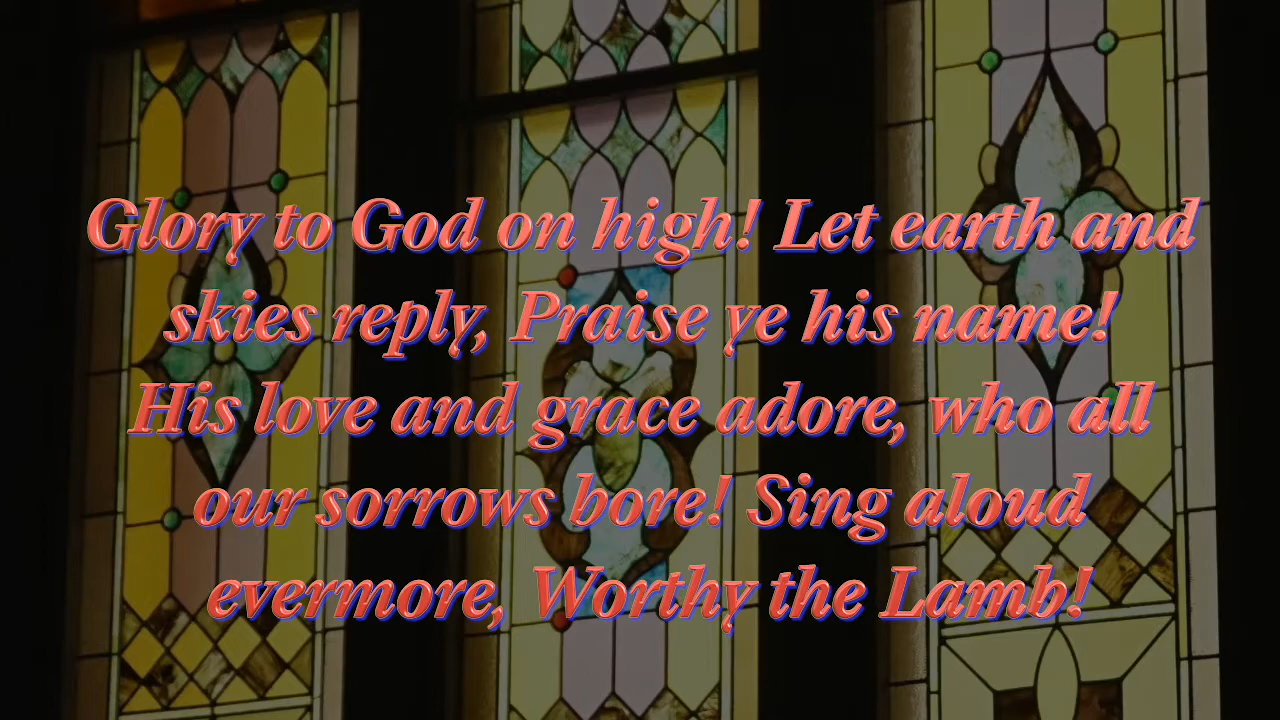 Glory to God on high! Let earth and
skies reply, Praise ye his name!
His love and grace adore, who all
our sorrows bore! Sing aloud
evermore, Worthy the Lamb!